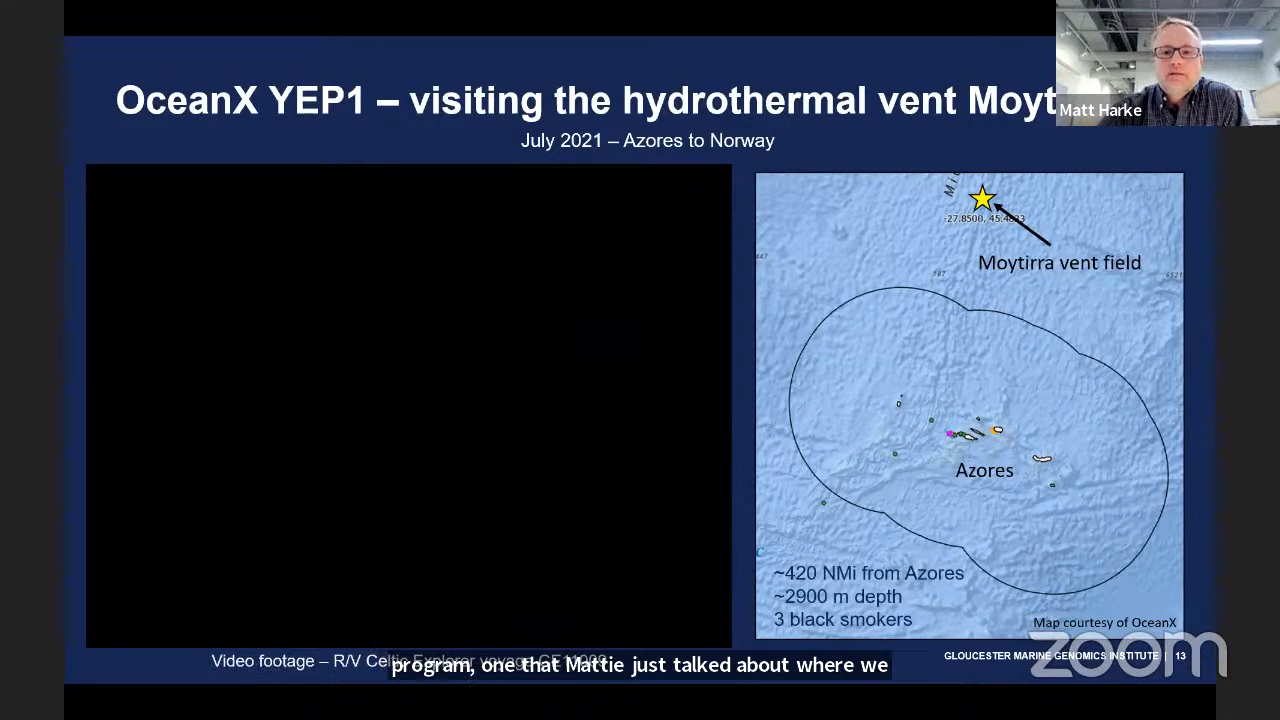 OceanX YEP1 – visiting the hydrothermal vent Moyt
Matt Harke
July 2021 – Azores to Norway
-27.8500, 45.4833
Moytirra vent field
Azores
~420 NMi from Azores
~2900 m depth
3 black smokers
Map courtesy of OceanX
Video footage – R/V Celtic Explorer voyage
program, one that Mattie just talked about where we
GLOUCESTER MARINE GENOMICS INSTITUTE | 13
zoom